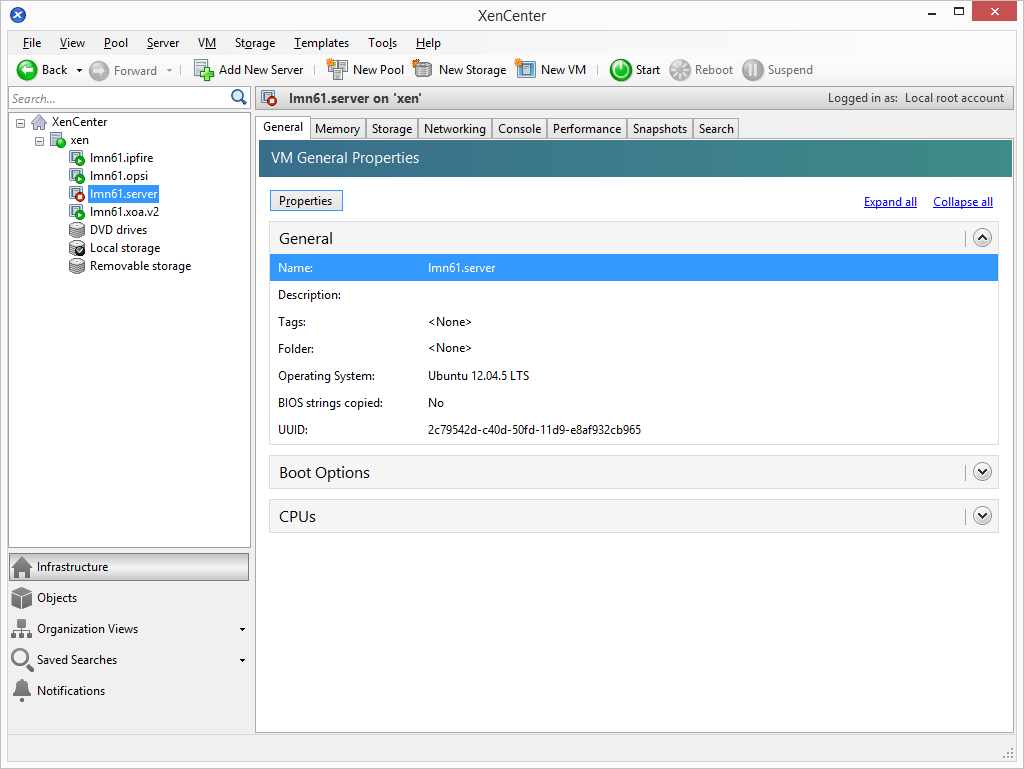 XenCenter
File View Pool Server VM Storage Templates Tools Help
Back Forward Add New Server New Pool New Storage New VM Start Reboot Suspend
Search...
lmn61.server on 'xen' Logged in as: Local root account
XenCenter
xen
lmn61.ipfire
lmn61.opsi
lmn61.server
lmn61.xoa.v2
DVD drives
Local storage
Removable storage
Infrastructure
Objects
Organization Views
Saved Searches
Notifications
General Memory Storage Networking Console Performance Snapshots Search
VM General Properties
Properties Expand all Collapse all
General
Name: lmn61.server
Description:
Tags: <None>
Folder: <None>
Operating System: Ubuntu 12.04.5 LTS
BIOS strings copied: No
UUID: 2c79542d-c40d-50fd-11d9-e8af932cb965
Boot Options
CPUs